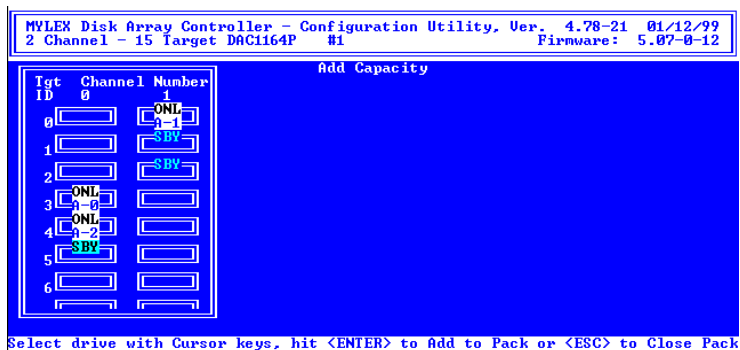 MYLEX Disk Array Controller - Configuration Utility, Ver. 4.78-21 01/12/99
2 Channel - 15 Target DAC1164P #1 Firmware: 5.07-0-12
Add Capacity
Tgt Channel Number
ID 0 1
0 ONL A-1
1 SBY
2 SBY
3 ONL A-0
4 ONL A-2
5 SBY
6
Select drive with Cursor keys, hit <ENTER> to Add to Pack or <ESC> to Close Pack